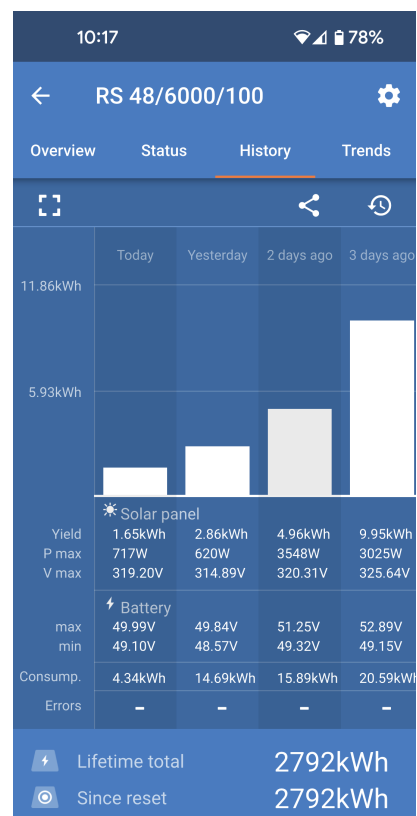 10:17 78%
RS 48/6000/100
Overview Status History Trends
Today Yesterday 2 days ago 3 days ago
11.86kWh
5.93kWh
Solar panel
Yield 1.65kWh 2.86kWh 4.96kWh 9.95kWh
P max 717W 620W 3548W 3025W
V max 319.20V 314.89V 320.31V 325.64V
Battery
max 49.99V 49.84V 51.25V 52.89V
min 49.10V 48.57V 49.32V 49.15V
Consump. 4.34kWh 14.69kWh 15.89kWh 20.59kWh
Errors – – – –
Lifetime total 2792kWh
Since reset 2792kWh